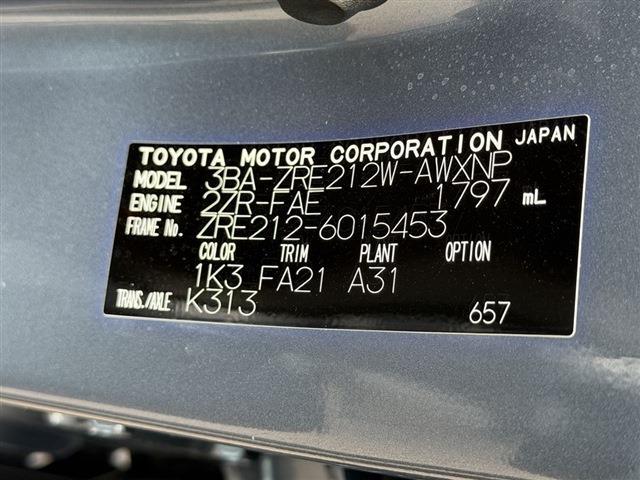 TOYOTA MOTOR CORPORATION JAPAN
MODEL 3BA-ZRE212W-AWXNP
ENGINE 2ZR-FAE 1797 mL
FRAME No. ZRE212-6015453
COLOR TRIM PLANT OPTION
1K3 FA21 A31
TRANS./AXLE K313 657